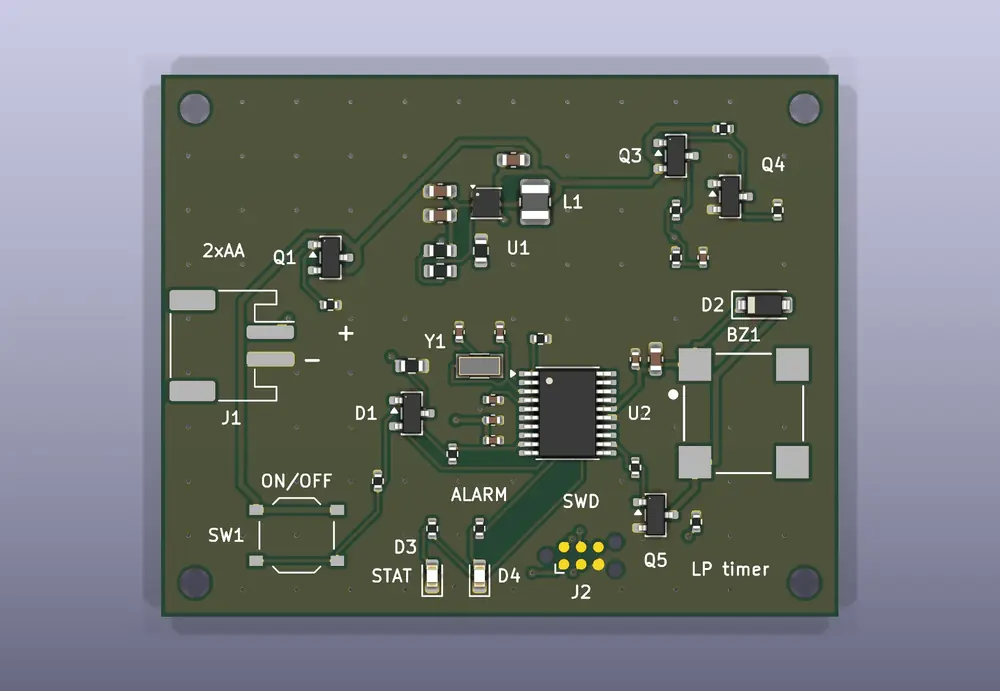 Q3
Q4
L1
2xAA
Q1
U1
D2
BZ1
+
Y1
−
J1
D1
U2
ON/OFF
ALARM
SWD
SW1
D3
Q5
STAT
D4
LP timer
J2